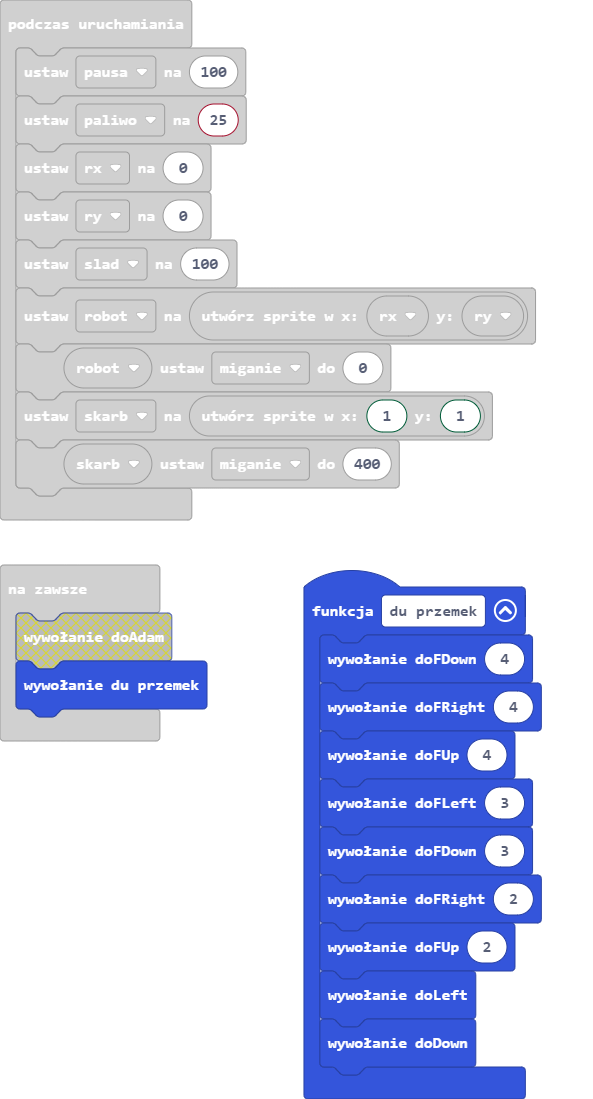 podczas uruchamiania
ustaw pausa na 100
ustaw paliwo na 25
ustaw rx na 0
ustaw ry na 0
ustaw slad na 100
ustaw robot na utwórz sprite w x: rx y: ry
robot ustaw miganie do 0
ustaw skarb na utwórz sprite w x: 1 y: 1
skarb ustaw miganie do 400
na zawsze
wywołanie doAdam
wywołanie du przemek
funkcja du przemek
wywołanie doFDown 4
wywołanie doFRight 4
wywołanie doFUp 4
wywołanie doFLeft 3
wywołanie doFDown 3
wywołanie doFRight 2
wywołanie doFUp 2
wywołanie doLeft
wywołanie doDown